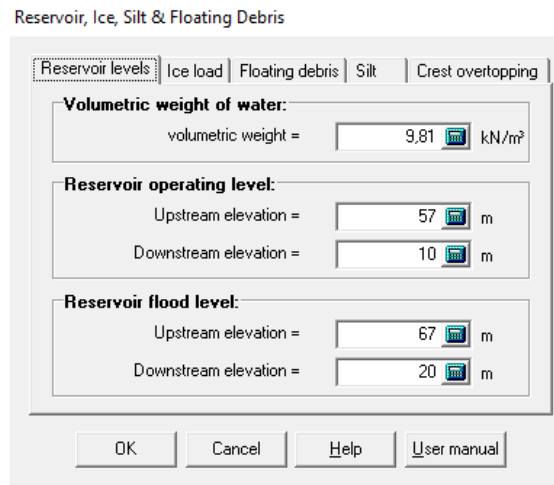 Reservoir, Ice, Silt & Floating Debris
Reservoir levels Ice load Floating debris Silt Crest overtopping
Volumetric weight of water:
volumetric weight = 9,81 kN/m³
Reservoir operating level:
Upstream elevation = 57 m
Downstream elevation = 10 m
Reservoir flood level:
Upstream elevation = 67 m
Downstream elevation = 20 m
OK Cancel Help User manual